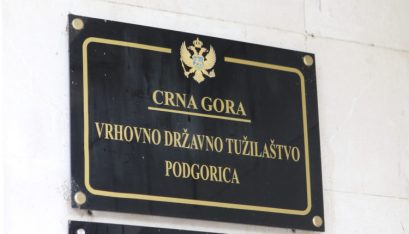 CRNA GORA
VRHOVNO DRŽAVNO TUŽILAŠTVO
PODGORICA